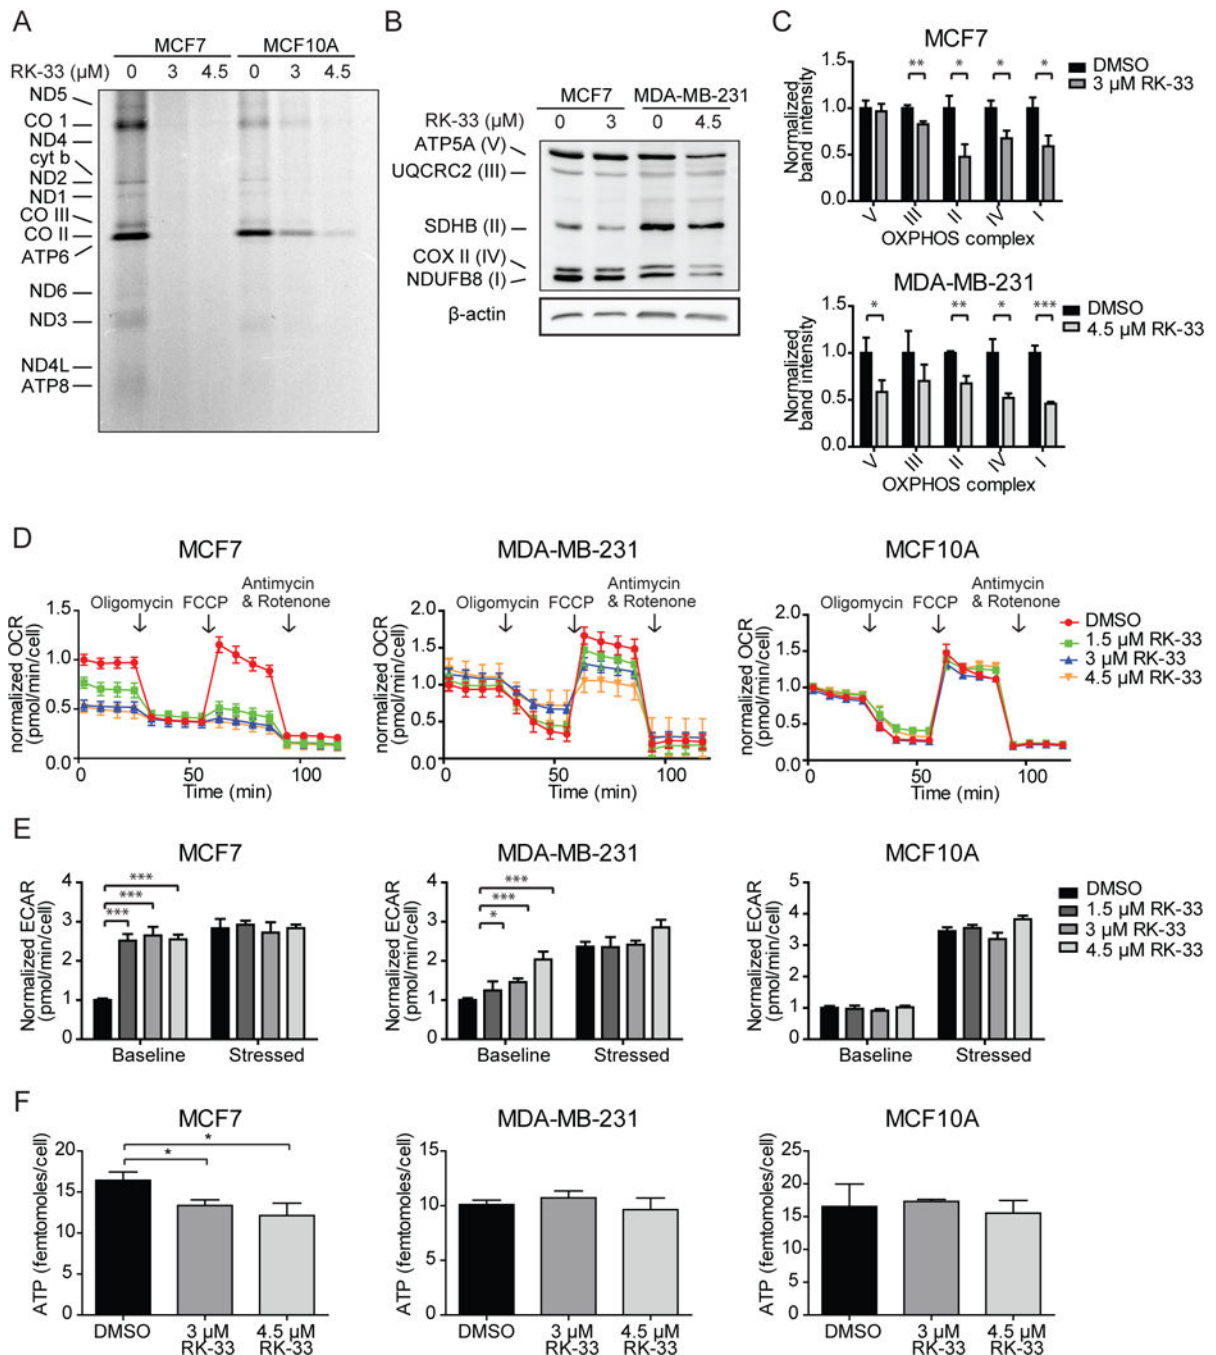 A
MCF7 MCF10A
RK-33 (µM) 0 3 4.5 0 3 4.5
ND5
CO 1
ND4
cyt b
ND2
ND1
CO III
CO II
ATP6
ND6
ND3
ND4L
ATP8
B
MCF7 MDA-MB-231
RK-33 (µM)
0 3 0 4.5
ATP5A (V)
UQCRC2 (III)
SDHB (II)
COX II (IV)
NDUFB8 (I)
β-actin
C
MCF7
DMSO
3 µM RK-33
** * * *
Normalized
band intensity
1.0
0.5
0.0
V III II IV I
OXPHOS complex
MDA-MB-231
DMSO
4.5 µM RK-33
* ** * ***
Normalized
band intensity
1.0
0.5
0.0
V III II IV I
OXPHOS complex
D
MCF7
Oligomycin FCCP Antimycin
& Rotenone
normalized OCR
(pmol/min/cell)
1.5
1.0
0.5
0.0
0 50 100
Time (min)
MDA-MB-231
Oligomycin FCCP Antimycin
& Rotenone
normalized OCR
(pmol/min/cell)
2.0
1.5
1.0
0.5
0.0
0 50 100
Time (min)
MCF10A
Oligomycin FCCP Antimycin
& Rotenone
normalized OCR
(pmol/min/cell)
2.0
1.5
1.0
0.5
0.0
0 50 100
Time (min)
DMSO
1.5 µM RK-33
3 µM RK-33
4.5 µM RK-33
E
MCF7
Normalized ECAR
(pmol/min/cell)
4
3
2
1
0
***
***
***
Baseline Stressed
MDA-MB-231
Normalized ECAR
(pmol/min/cell)
4
3
2
1
0
***
***
*
Baseline Stressed
MCF10A
Normalized ECAR
(pmol/min/cell)
5
4
3
2
1
0
Baseline Stressed
DMSO
1.5 µM RK-33
3 µM RK-33
4.5 µM RK-33
F
MCF7
ATP (femtomoles/cell)
20
15
10
5
0
*
*
DMSO 3 µM 4.5 µM
RK-33 RK-33
MDA-MB-231
ATP (femtomoles/cell)
15
10
5
0
DMSO 3 µM 4.5 µM
RK-33 RK-33
MCF10A
ATP (femtomoles/cell)
25
20
15
10
5
0
DMSO 3 µM 4.5 µM
RK-33 RK-33